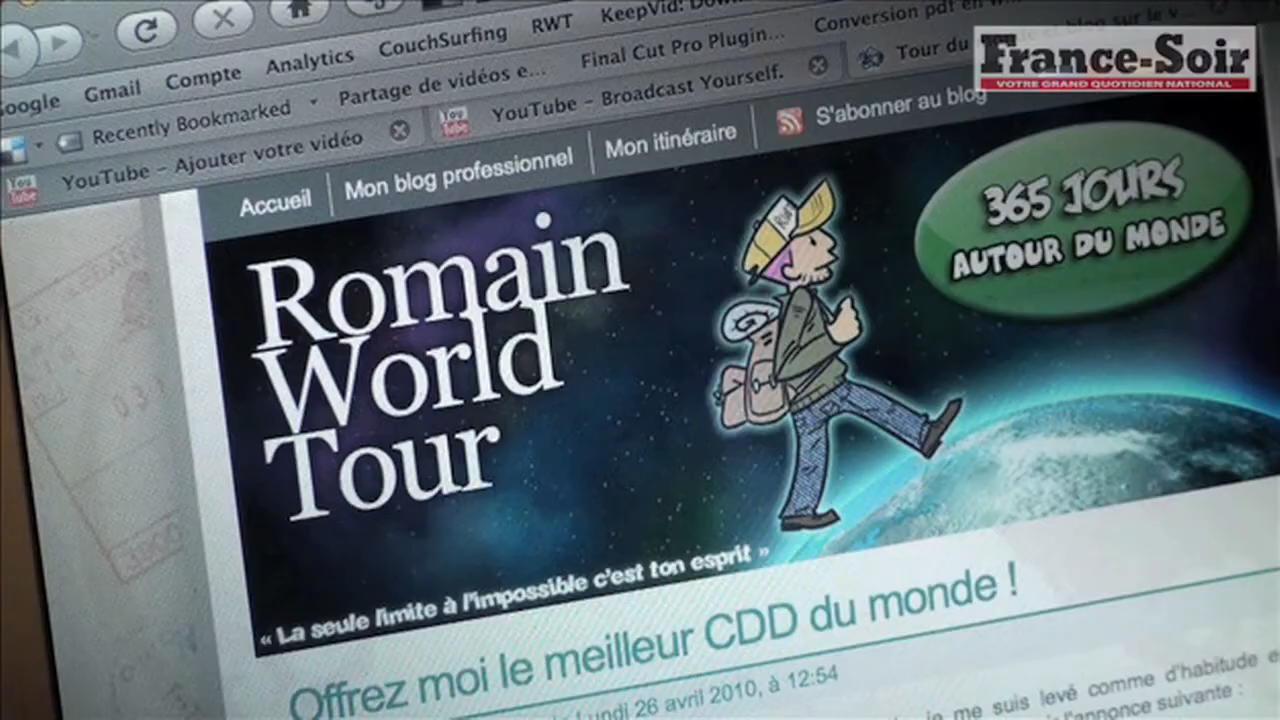 RWT
KeepVid:
Gmail
Compte
Analytics
CouchSurfing
Final Cut Pro Plugin...
Conversion pdf en
Recently Bookmarked
Partage de vidéos e...
YouTube - Ajouter votre vidéo
YouTube - Broadcast Yourself.
Tour du
blog sur le v...
France-Soir
VOTRE GRAND QUOTIDIEN NATIONAL
Accueil
Mon blog professionnel
Mon itinéraire
S'abonner au blog
Romain
World
Tour
365 JOURS
AUTOUR DU MONDE
« La seule limite à l'impossible c'est ton esprit »
Offrez moi le meilleur CDD du monde !
lundi 26 avril 2010, à 12:54
je me suis levé comme d'habitude e
l'annonce suivante :